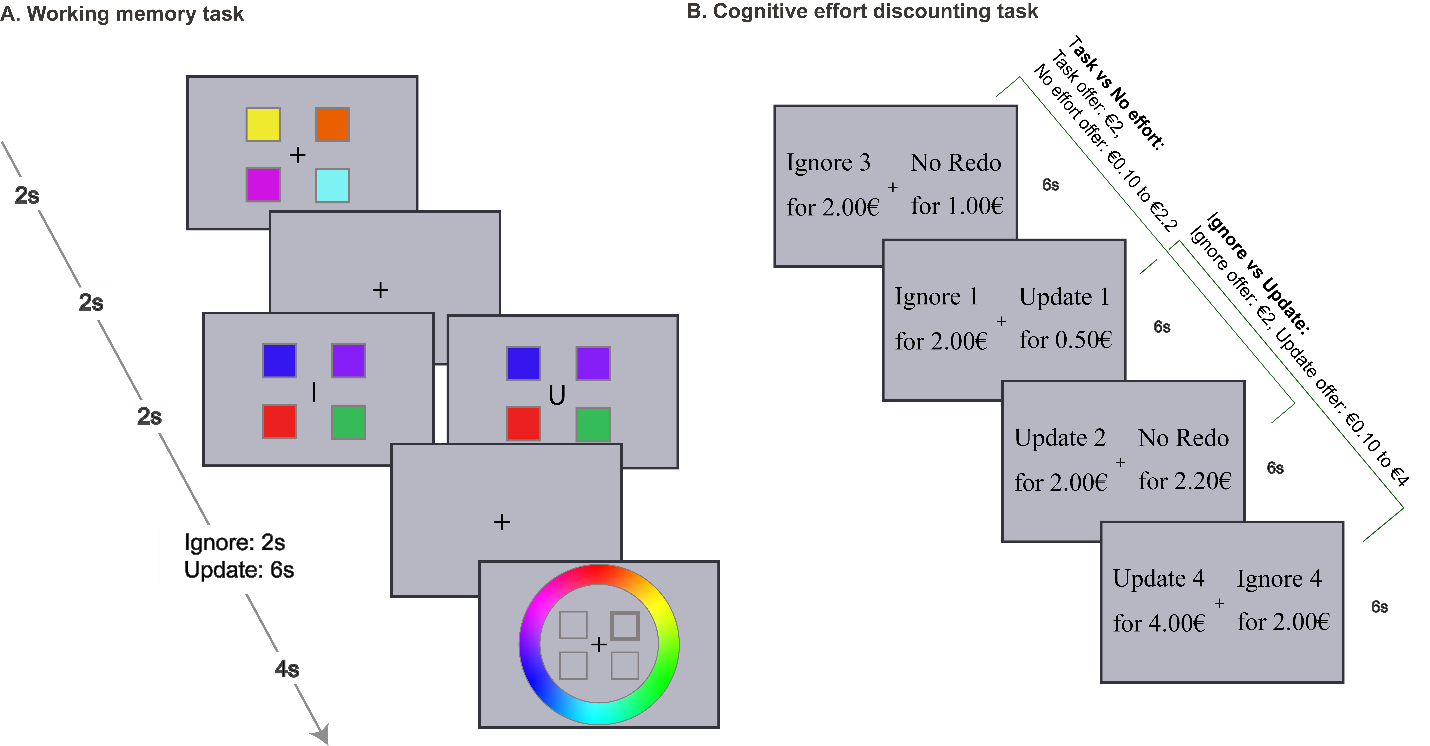 A. Working memory task
2s
2s
2s
+
+
I
U
Ignore: 2s
Update: 6s
+
4s
+
B. Cognitive effort discounting task
Task vs No effort:
Task offer: €2,
No effort offer: €0.10 to €2.2
Ignore vs Update:
Ignore offer: €2, Update offer: €0.10 to €4
Ignore 3 + No Redo
for 2.00€ for 1.00€
6s
Ignore 1 + Update 1
for 2.00€ for 0.50€
6s
Update 2 + No Redo
for 2.00€ for 2.20€
6s
Update 4 + Ignore 4
for 4.00€ for 2.00€
6s